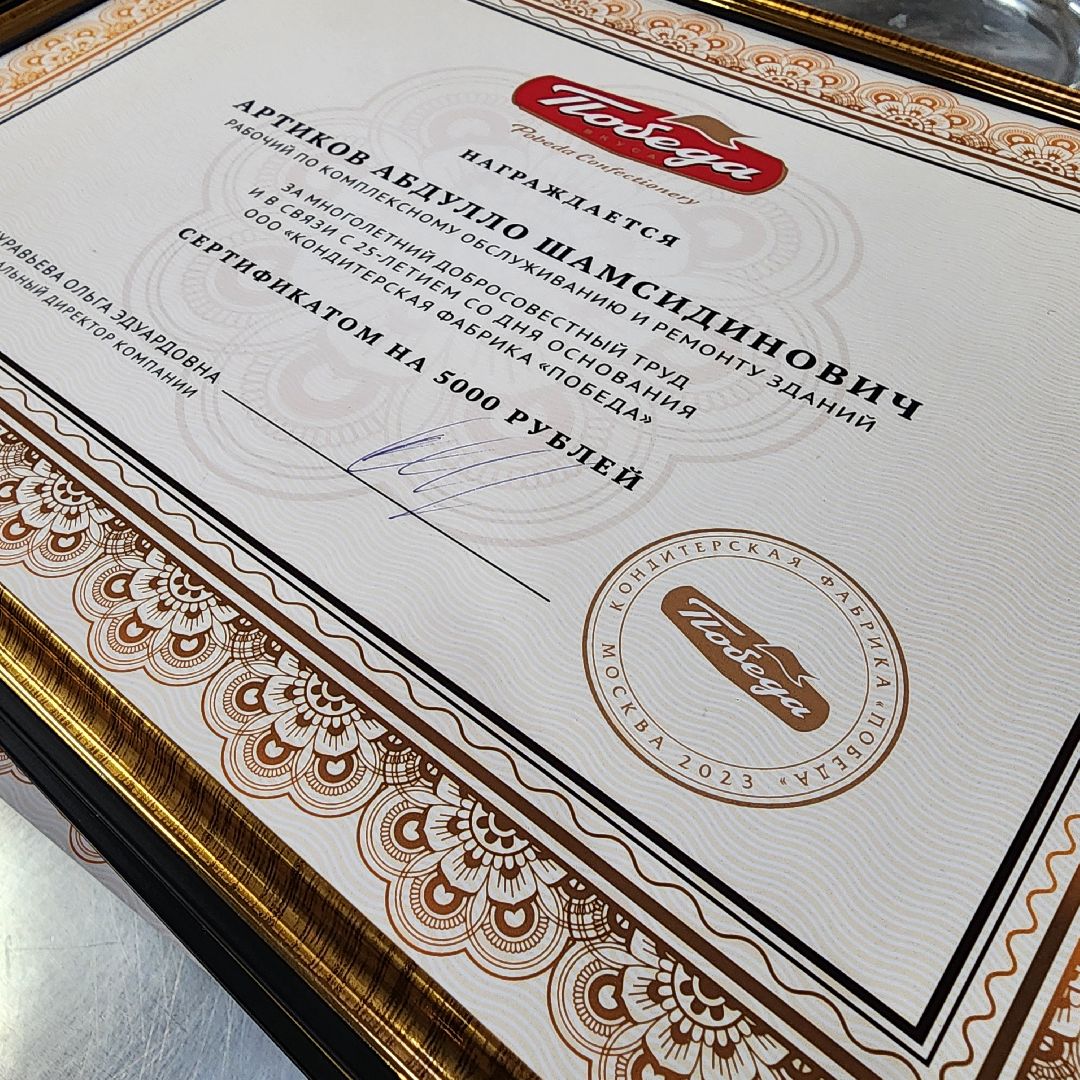 Победа
ВКУСА
Pobeda Confectionery
НАГРАЖДАЕТСЯ
АРТИКОВ АБДУЛЛО ШАМСИДИНОВИЧ
РАБОЧИЙ ПО КОМПЛЕКСНОМУ ОБСЛУЖИВАНИЮ И РЕМОНТУ ЗДАНИЙ
ЗА МНОГОЛЕТНИЙ ДОБРОСОВЕСТНЫЙ ТРУД
И В СВЯЗИ С 25-ЛЕТИЕМ СО ДНЯ ОСНОВАНИЯ
ООО «КОНДИТЕРСКАЯ ФАБРИКА «ПОБЕДА»
СЕРТИФИКАТОМ НА 5000 РУБЛЕЙ
УРАВЬЕВА ОЛЬГА ЭДУАРДОВНА
АЛЬНЫЙ ДИРЕКТОР КОМПАНИИ
КОНДИТЕРСКАЯ ФАБРИКА «ПОБЕДА»
Победа
МОСКВА 2023